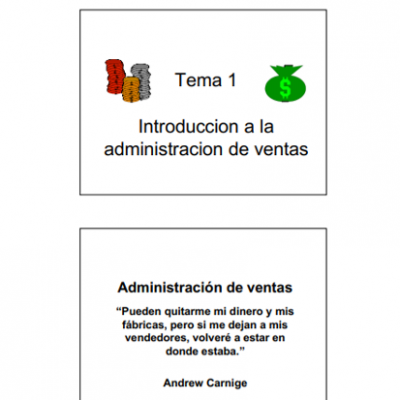 Tema 1
$
Introduccion a la
administracion de ventas
Administración de ventas
“Pueden quitarme mi dinero y mis
fábricas, pero si me dejan a mis
vendedores, volveré a estar en
donde estaba.”
Andrew Carnige